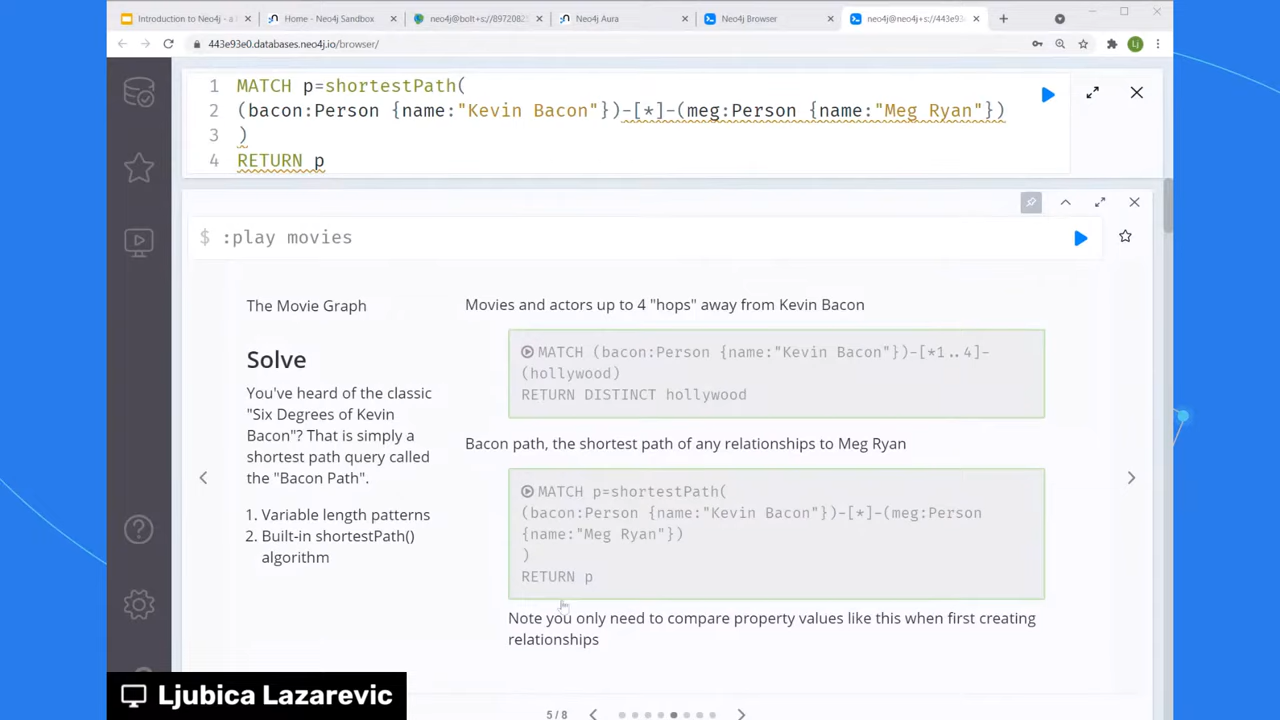 Introduction to Neo4j - a
Home - Neo4j Sandbox
neo4j@bolt+s://8972082
Neo4j Aura
Neo4j Browser
neo4j@neo4j+s://443e93
443e93e0.databases.neo4j.io/browser/
Lj
1 MATCH p=shortestPath(
2 (bacon:Person {name:"Kevin Bacon"})-[*]-(meg:Person {name:"Meg Ryan"})
3 )
4 RETURN p
$ :play movies
The Movie Graph
Solve
You've heard of the classic
"Six Degrees of Kevin
Bacon"? That is simply a
shortest path query called
the "Bacon Path".
1. Variable length patterns
2. Built-in shortestPath()
algorithm
Movies and actors up to 4 "hops" away from Kevin Bacon
MATCH (bacon:Person {name:"Kevin Bacon"})-[*1..4]-
(hollywood)
RETURN DISTINCT hollywood
Bacon path, the shortest path of any relationships to Meg Ryan
MATCH p=shortestPath(
(bacon:Person {name:"Kevin Bacon"})-[*]-(meg:Person
{name:"Meg Ryan"})
)
RETURN p
Note you only need to compare property values like this when first creating
relationships
5 / 8
Ljubica Lazarevic